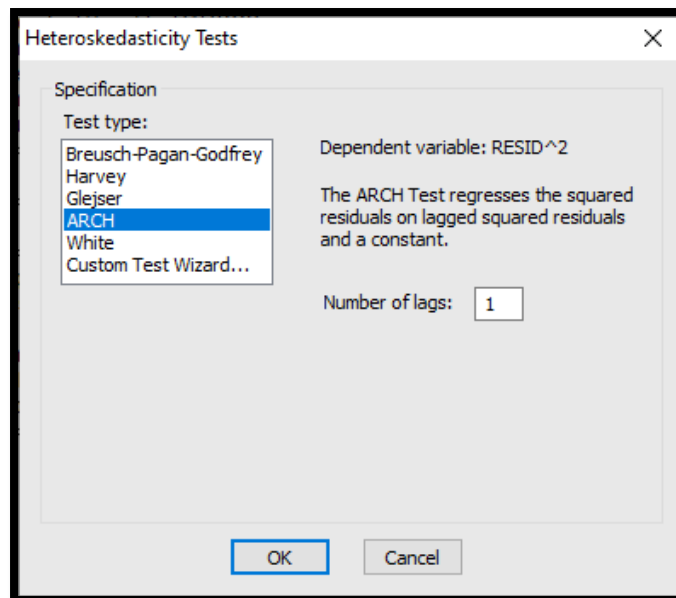 Heteroskedasticity Tests
Specification
Test type:
Breusch-Pagan-Godfrey
Harvey
Glejser
ARCH
White
Custom Test Wizard...
Dependent variable: RESID^2
The ARCH Test regresses the squared
residuals on lagged squared residuals
and a constant.
Number of lags: 1
OK Cancel